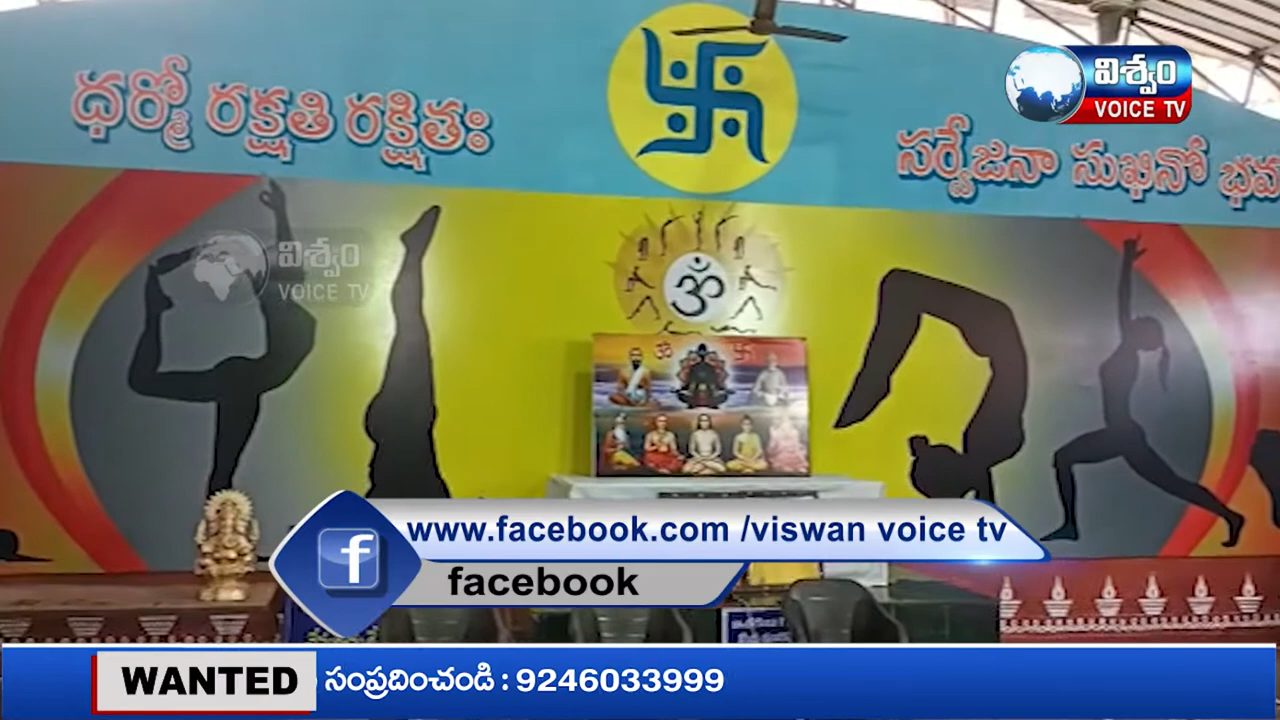 ధర్మో రక్షతి రక్షితః
విశ్వం
VOICE TV
సర్వేజనా సుఖినో భవ
విశ్వం
VOICE TV
ॐ
www.facebook.com /viswan voice tv
f
facebook
WANTED సంప్రదించండి : 9246033999